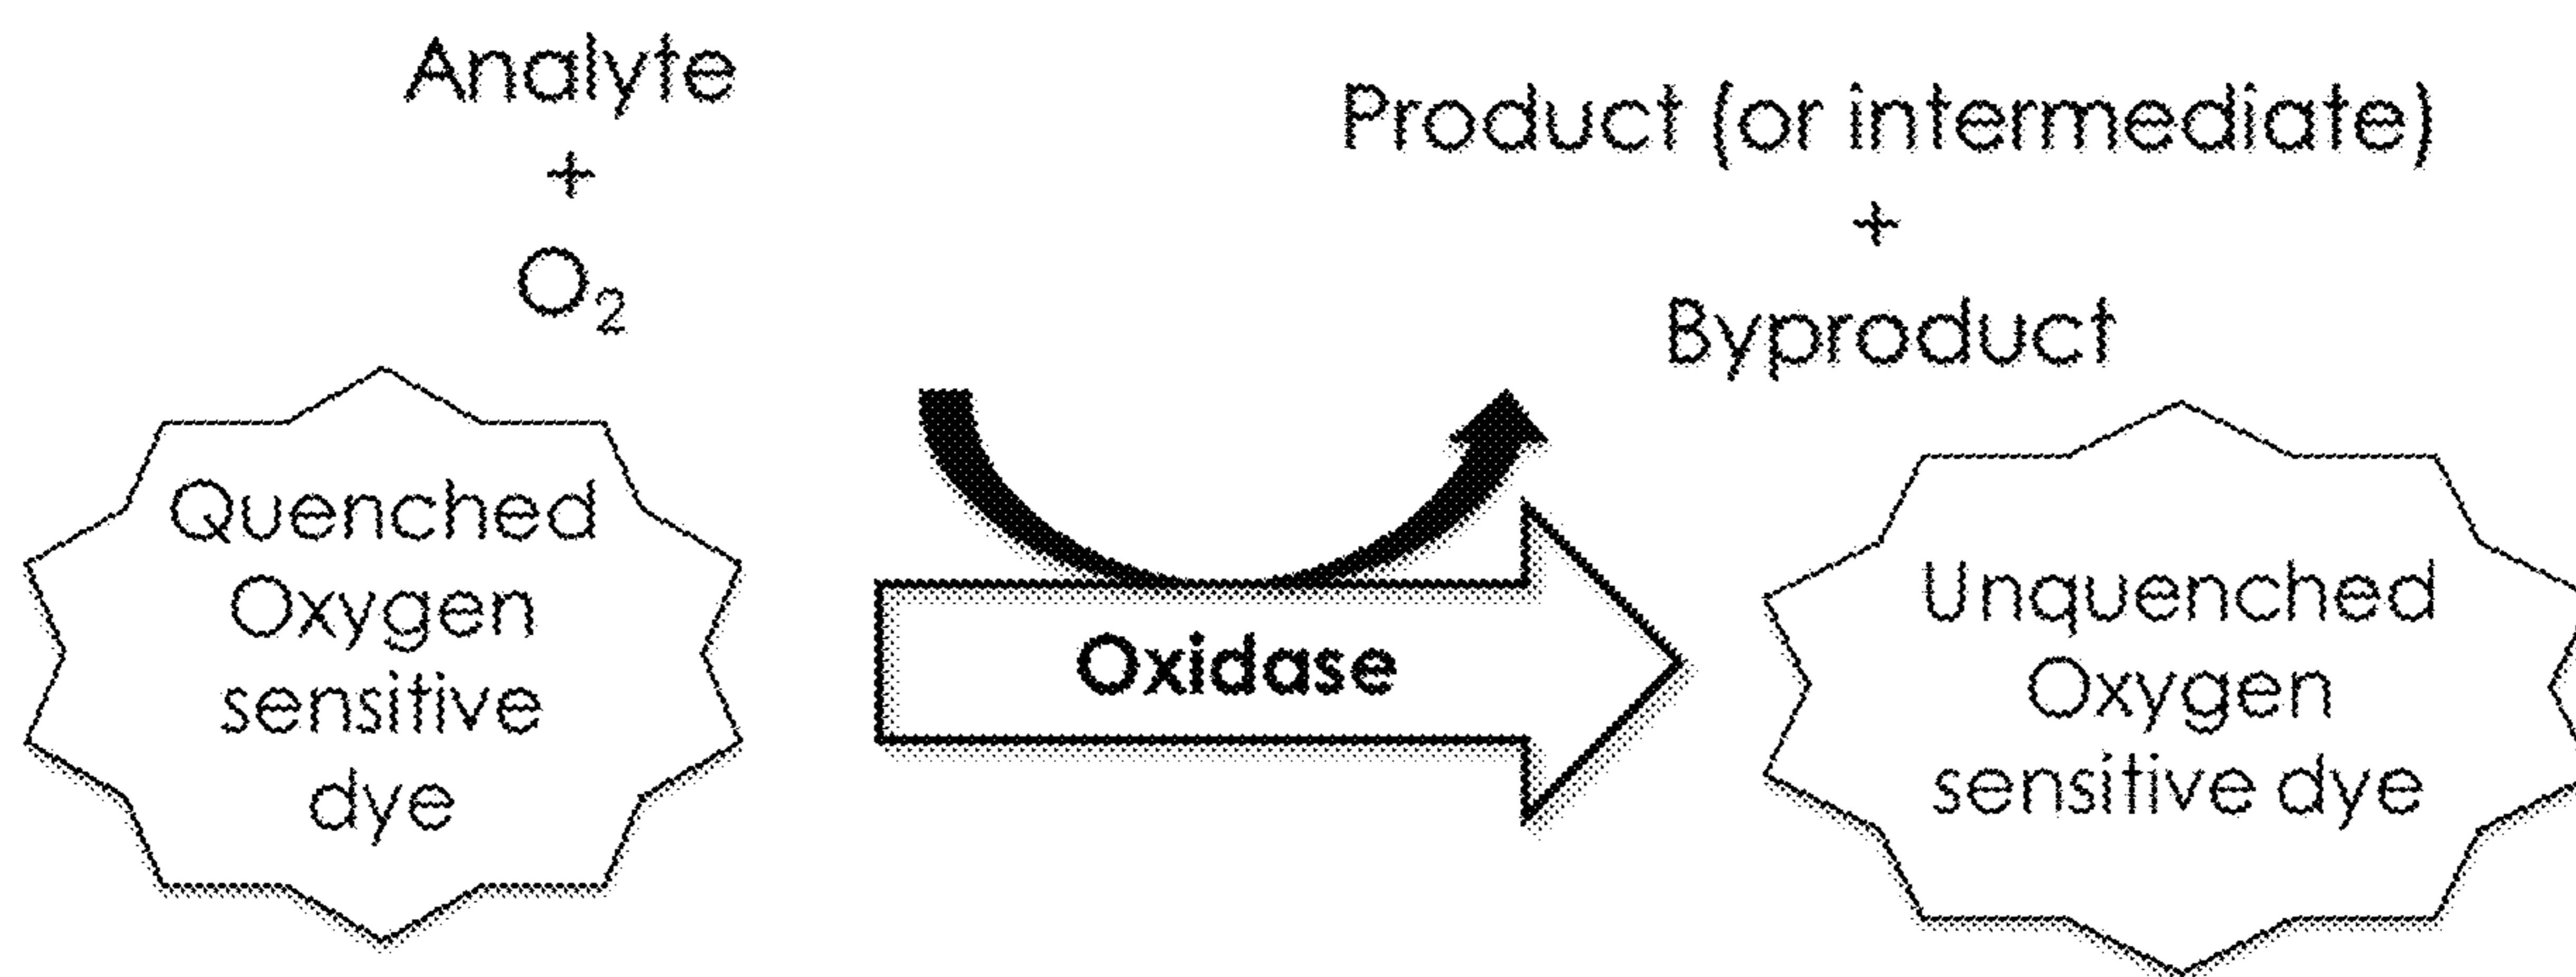 Analyte
+
O₂
Quenched
Oxygen
sensitive
dye
Oxidase
Product (or intermediate)
+
Byproduct
Unquenched
Oxygen
sensitive dye